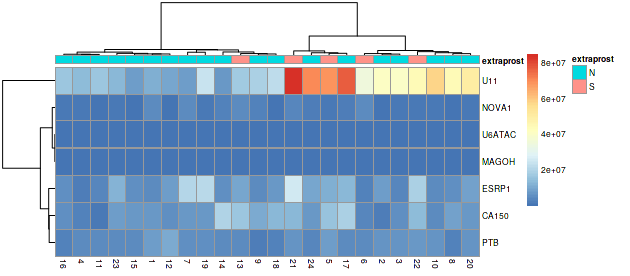 extraprost
U11
NOVA1
U6ATAC
MAGOH
ESRP1
CA150
PTB
16 4 11 23 15 1 12 7 19 14 13 9 18 21 24 5 17 6 2 3 22 10 8 20
8e+07
6e+07
4e+07
2e+07
extraprost
N
S